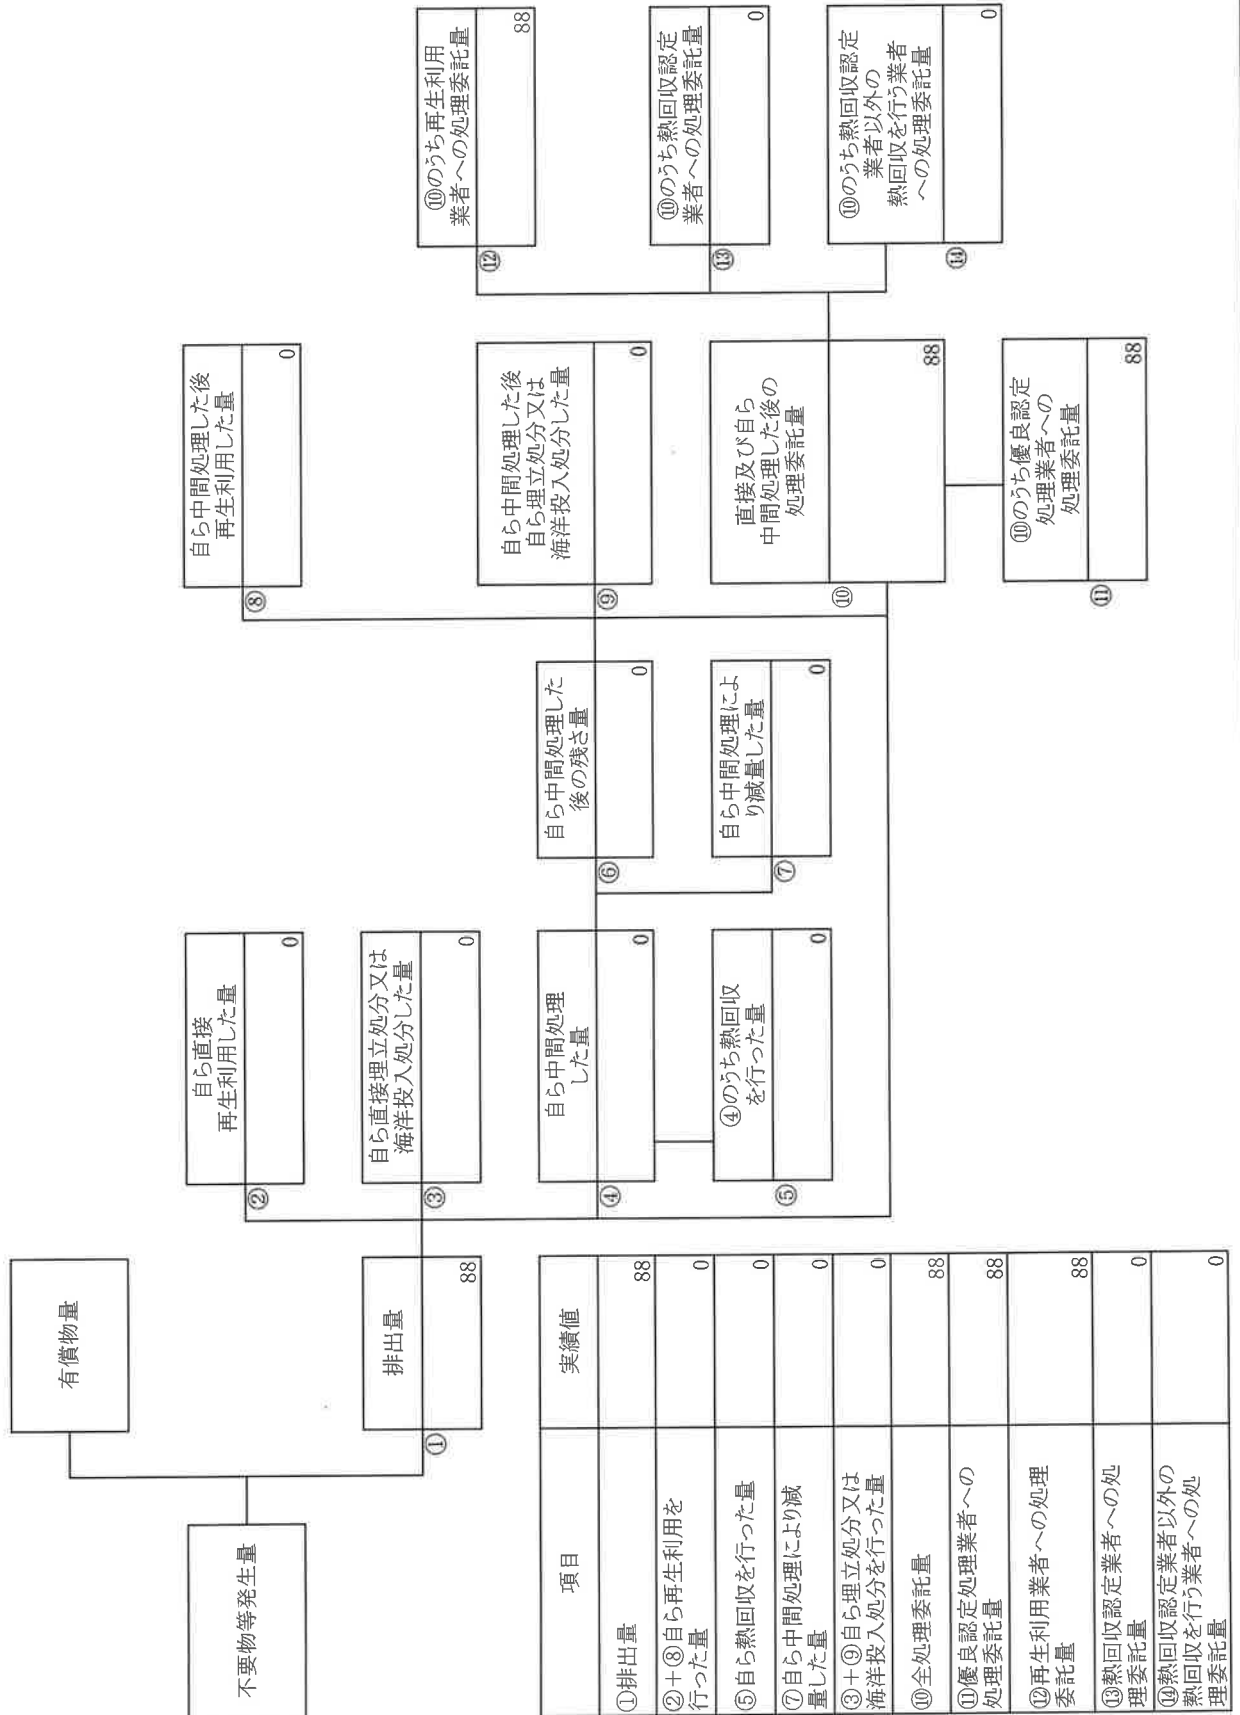 不要物等発生量
有償物量
排出量
①
88
自ら直接
再生利用した量
②
0
自ら直接埋立処分又は
海洋投入処分した量
③
0
自ら中間処理
した量
④
0
④のうち熱回収
を行った量
⑤
0
自ら中間処理した
後の残さ量
⑥
0
自ら中間処理によ
り減量した量
⑦
0
自ら中間処理した後
再生利用した量
⑧
0
自ら中間処理した後
自ら埋立処分又は
海洋投入処分した量
⑨
0
直接及び自ら
中間処理した後の
処理委託量
⑩
88
⑩のうち優良認定
処理業者への
処理委託量
⑪
88
⑩のうち再生利用
業者への処理委託量
⑫
88
⑩のうち熱回収認定
業者への処理委託量
⑬
0
⑩のうち熱回収認定
業者以外の
熱回収を行う業者
への処理委託量
⑭
0
項目 実績値
①排出量 88
②+⑧自ら再生利用を
行った量 0
⑤自ら熱回収を行った量 0
⑦自ら中間処理により減
量した量 0
③+⑨自ら埋立処分又は
海洋投入処分を行った量 0
⑩全処理委託量 88
⑪優良認定処理業者への
処理委託量 88
⑫再生利用業者への処理
委託量 88
⑬熱回収認定業者への処
理委託量 0
⑭熱回収認定業者以外の
熱回収を行う業者への処
理委託量 0